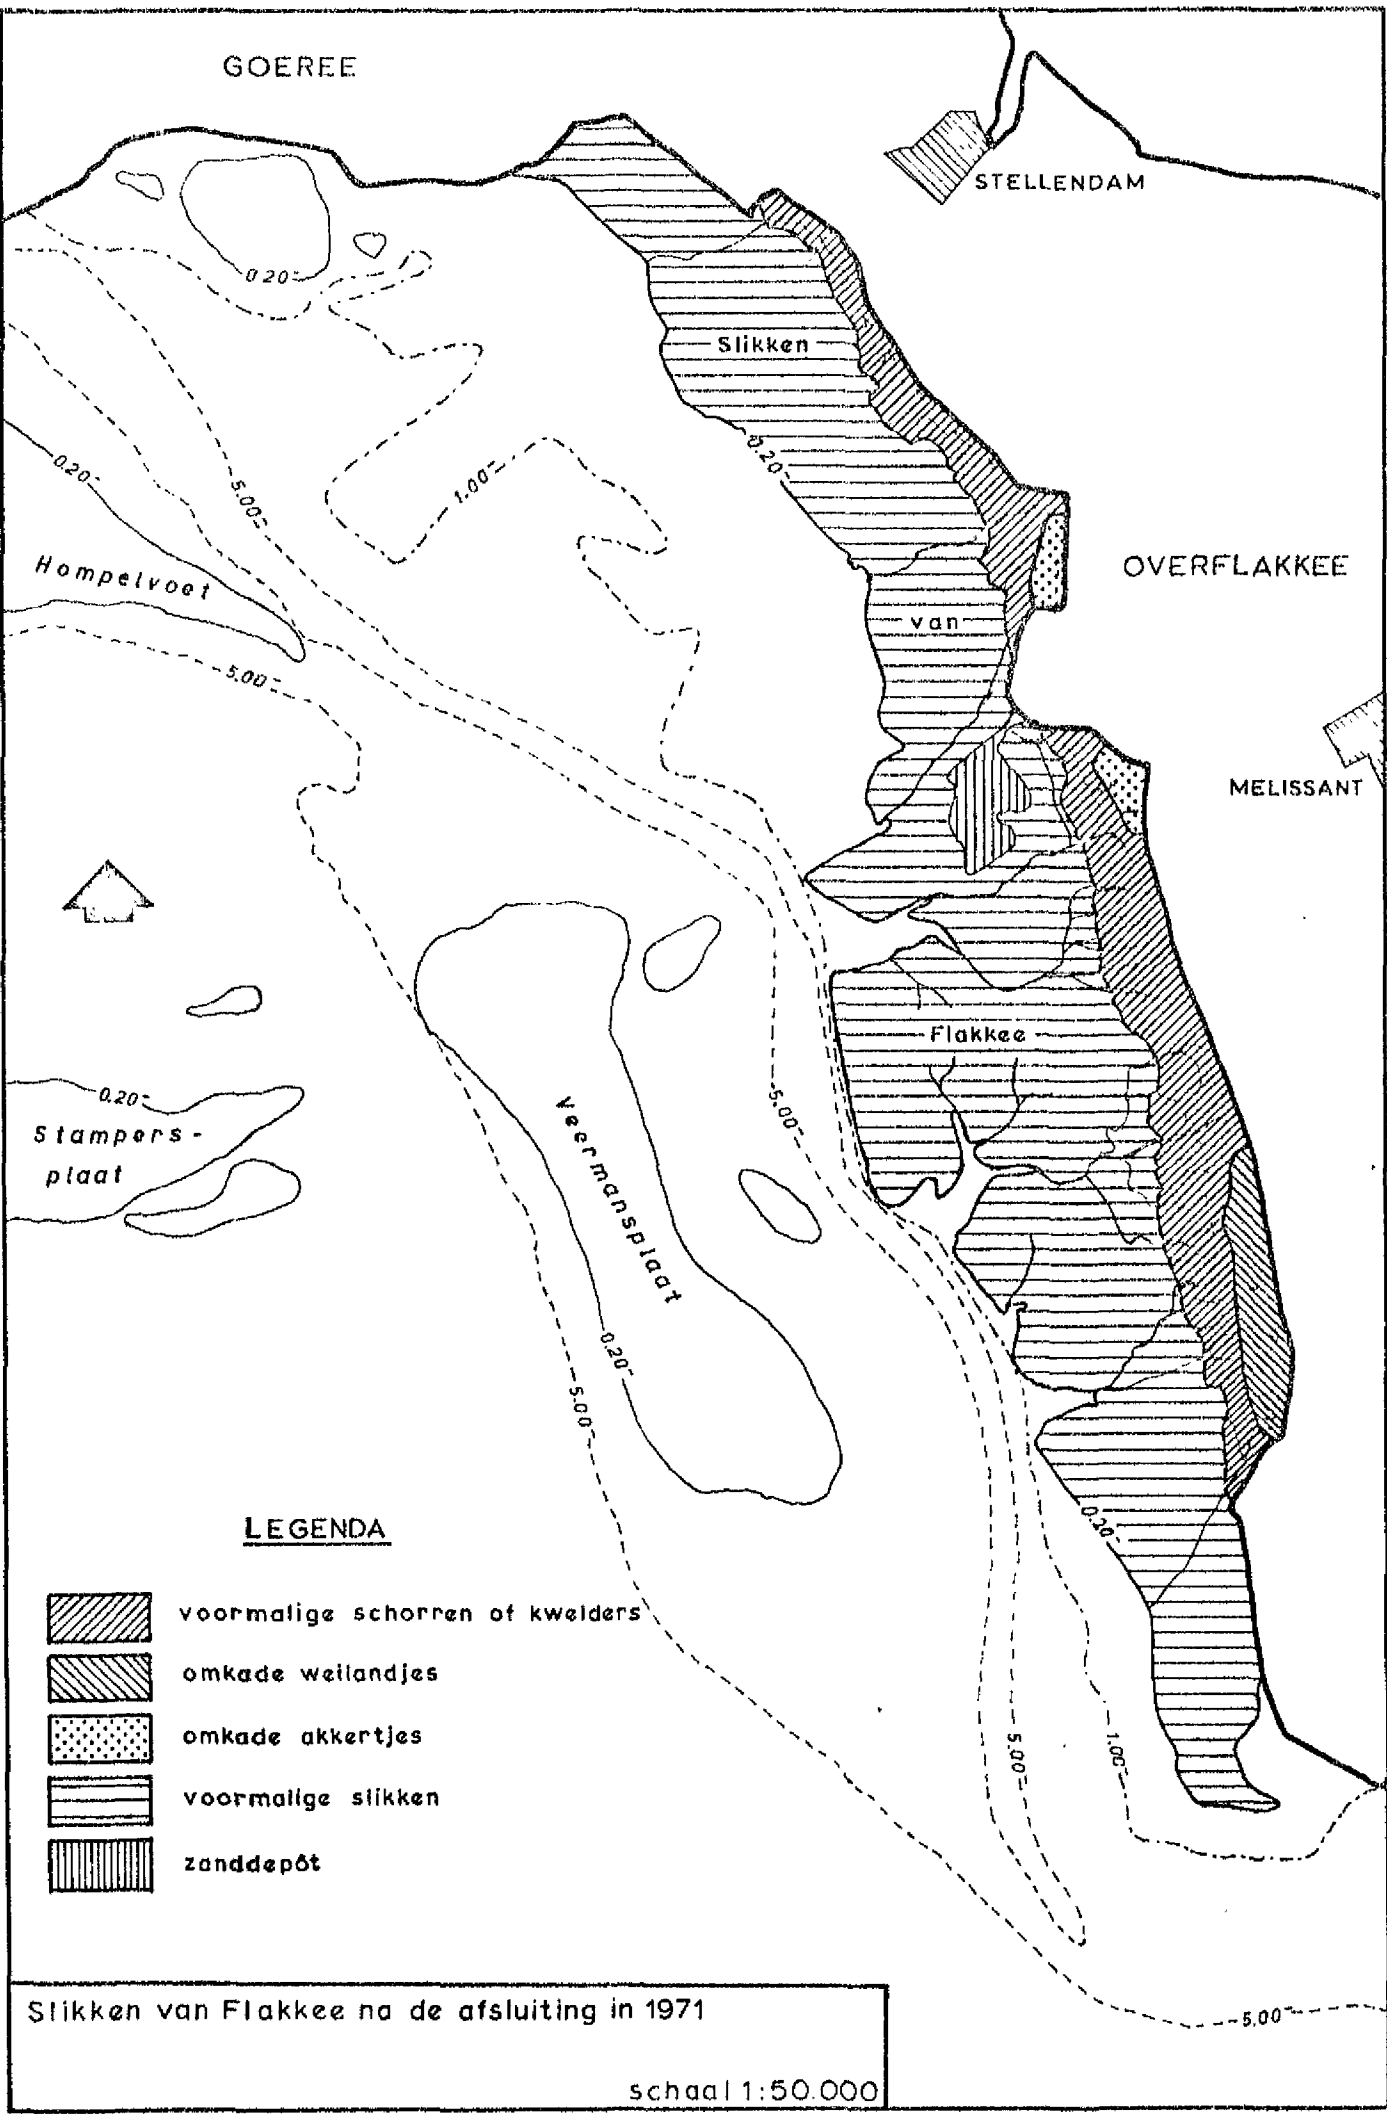 GOEREE
STELLENDAM
0.20-
Slikken
0.20-
0.20-
5.00-
1.00-
Hompelvoet
OVERFLAKKEE
van
5.00-
MELISSANT
Flakkee
0.20-
5.00-
Stampers-
plaat
Veermansplaat
0.20-
5.00-
0.20-
LEGENDA
voormalige schorren of kwelders
omkade weilandjes
omkade akkertjes
5.00-
1.00-
voormalige slikken
zanddepôt
Slikken van Flakkee na de afsluiting in 1971
5.00-
schaal 1:50.000